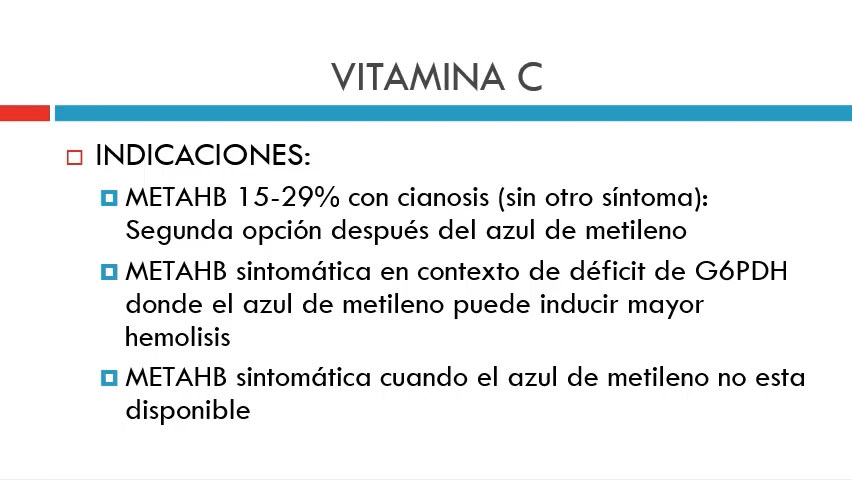 VITAMINA C
INDICACIONES:
METAHB 15-29% con cianosis (sin otro síntoma):
Segunda opción después del azul de metileno
METAHB sintomática en contexto de déficit de G6PDH
donde el azul de metileno puede inducir mayor
hemolisis
METAHB sintomática cuando el azul de metileno no esta
disponible